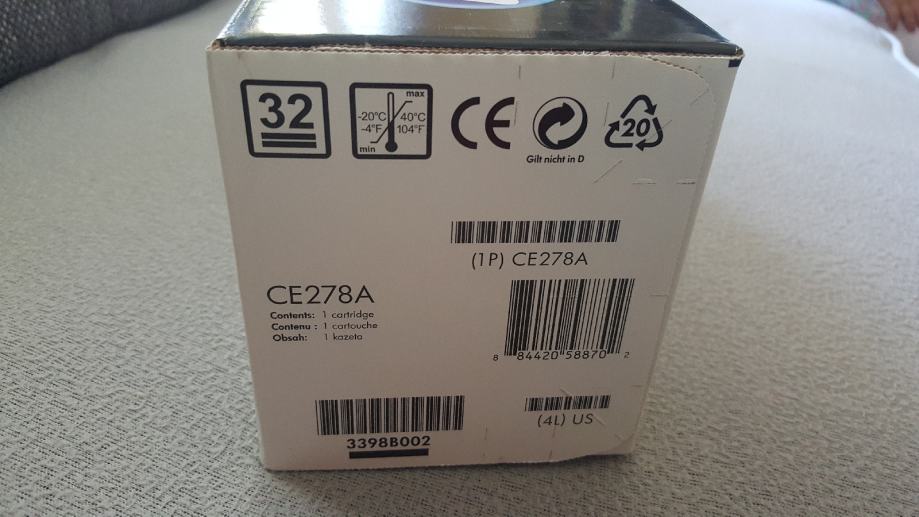 32
max
-20°C 40°C
-4°F 104°F
min
CE
Gilt nicht in D
20
(1P) CE278A
CE278A
Contents: 1 cartridge
Contenu : 1 cartouche
Obsah: 1 kazeta
8 84420 58870 2
3398B002
(4L) US